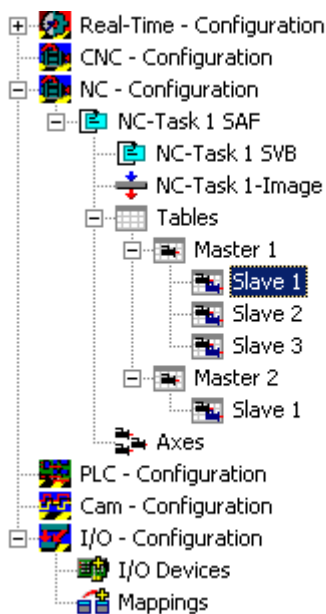 Real-Time - Configuration
CNC - Configuration
NC - Configuration
NC-Task 1 SAF
NC-Task 1 SVB
NC-Task 1-Image
Tables
Master 1
Slave 1
Slave 2
Slave 3
Master 2
Slave 1
Axes
PLC - Configuration
Cam - Configuration
I/O - Configuration
I/O Devices
Mappings